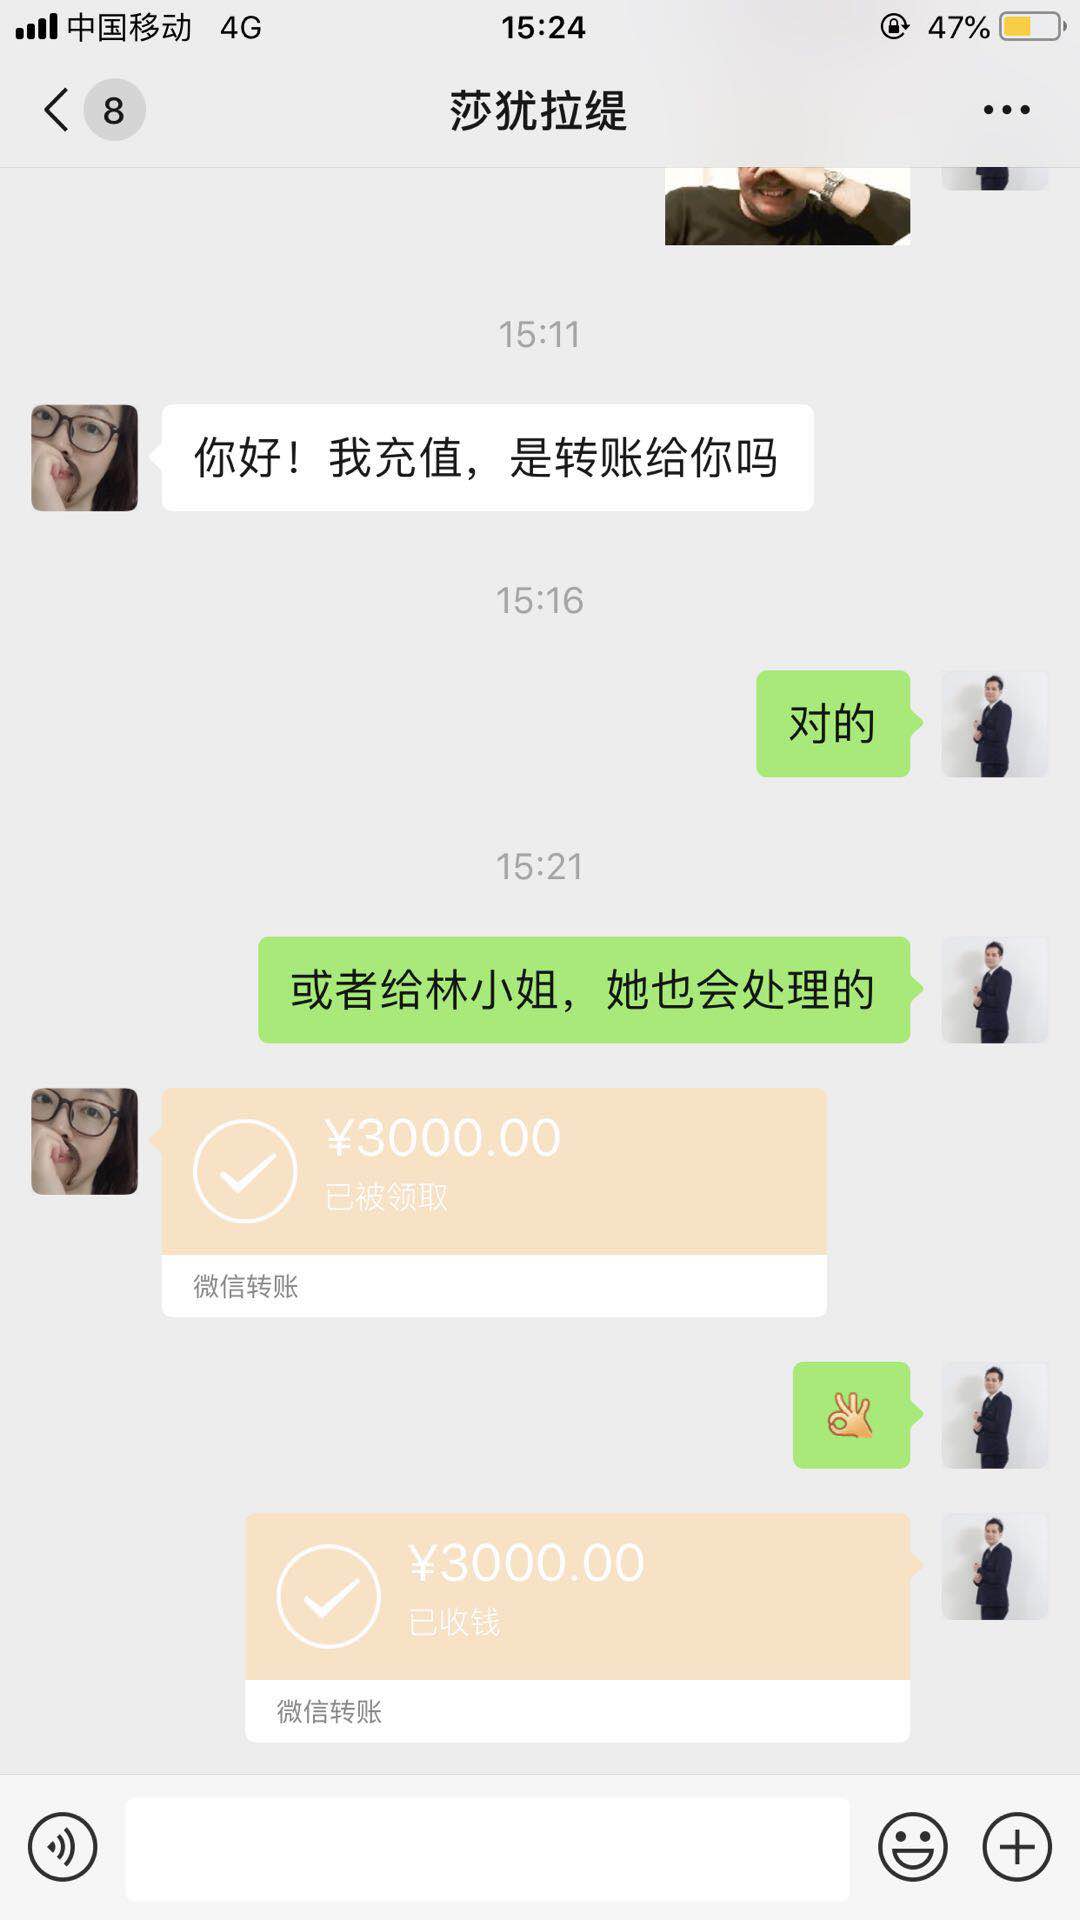 中国移动 4G 15:24 47%
8 莎犹拉缇
15:11
你好！我充值，是转账给你吗
15:16
对的
15:21
或者给林小姐，她也会处理的
¥3000.00
已被领取
微信转账
¥3000.00
已收钱
微信转账